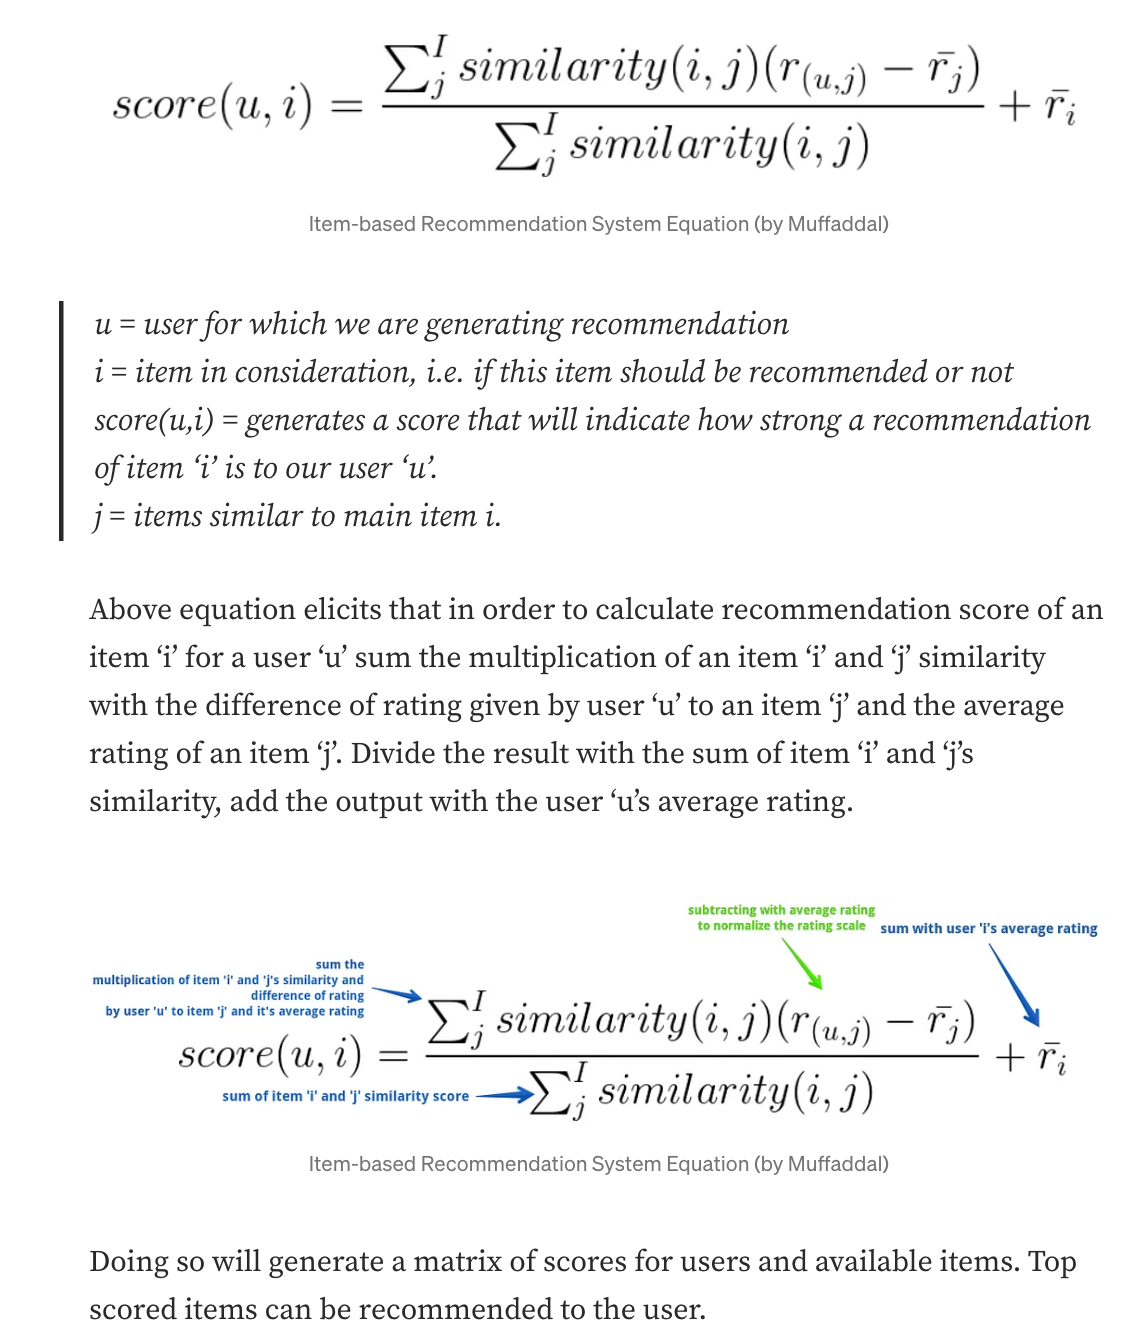 score(u, i) = \frac{\sum_j^I similarity(i, j)(r_{(u,j)} - \bar{r_j})}{\sum_j^I similarity(i, j)} + \bar{r_i}
Item-based Recommendation System Equation (by Muffaddal)
u = user for which we are generating recommendation
i = item in consideration, i.e. if this item should be recommended or not
score(u,i) = generates a score that will indicate how strong a recommendation
of item ‘i’ is to our user ‘u’.
j = items similar to main item i.
Above equation elicits that in order to calculate recommendation score of an
item ‘i’ for a user ‘u’ sum the multiplication of an item ‘i’ and ‘j’ similarity
with the difference of rating given by user ‘u’ to an item ‘j’ and the average
rating of an item ‘j’. Divide the result with the sum of item ‘i’ and ‘j’s
similarity, add the output with the user ‘u’s average rating.
subtracting with average rating
to normalize the rating scale
sum with user 'i's average rating
sum the
multiplication of item 'i' and 'j's similarity and
difference of rating
by user 'u' to item 'j' and it's average rating
score(u, i) = \frac{\sum_j^I similarity(i, j)(r_{(u,j)} - \bar{r_j})}{\sum_j^I similarity(i, j)} + \bar{r_i}
sum of item 'i' and 'j' similarity score
Item-based Recommendation System Equation (by Muffaddal)
Doing so will generate a matrix of scores for users and available items. Top
scored items can be recommended to the user.